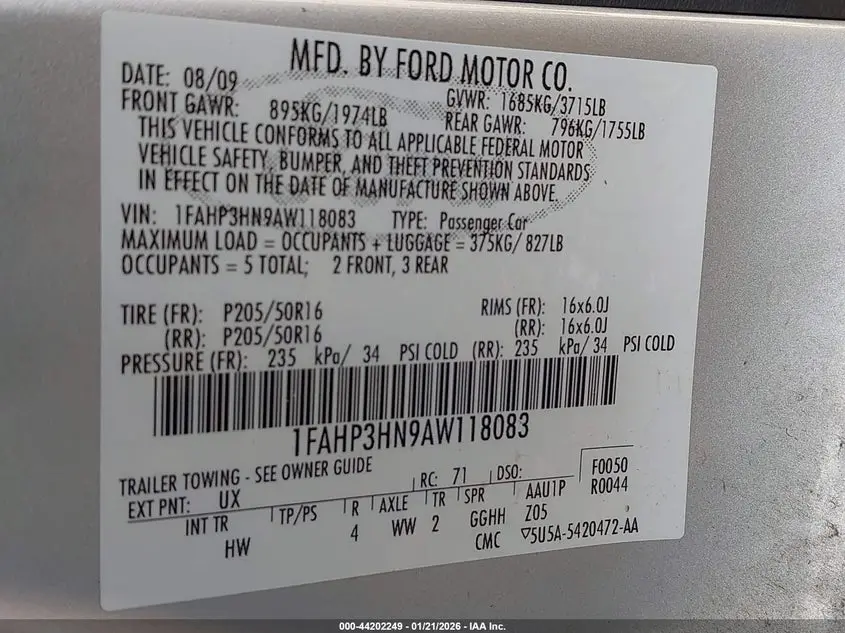 MFD. BY FORD MOTOR CO.
DATE: 08/09
GVWR: 1685KG/3715LB
FRONT GAWR: 895KG/1974LB
REAR GAWR: 796KG/1755LB
THIS VEHICLE CONFORMS TO ALL APPLICABLE FEDERAL MOTOR
VEHICLE SAFETY, BUMPER, AND THEFT PREVENTION STANDARDS
IN EFFECT ON THE DATE OF MANUFACTURE SHOWN ABOVE.
VIN: 1FAHP3HN9AW118083 TYPE: Passenger Car
MAXIMUM LOAD = OCCUPANTS + LUGGAGE = 375KG/ 827LB
OCCUPANTS = 5 TOTAL; 2 FRONT, 3 REAR
TIRE (FR): P205/50R16 RIMS (FR): 16x6.0J
(RR): P205/50R16 (RR): 16x6.0J
PRESSURE (FR): 235 kPa/ 34 PSI COLD (RR): 235 kPa/ 34 PSI COLD
1FAHP3HN9AW118083
TRAILER TOWING - SEE OWNER GUIDE
EXT PNT: UX RC: 71 DSO: F0050
INT TR TP/PS R AXLE TR SPR AAU1P R0044
HW 4 WW 2 GGHH Z05
CMC ▽5U5A-5420472-AA
000-44202249 - 01/21/2026 - IAA Inc.